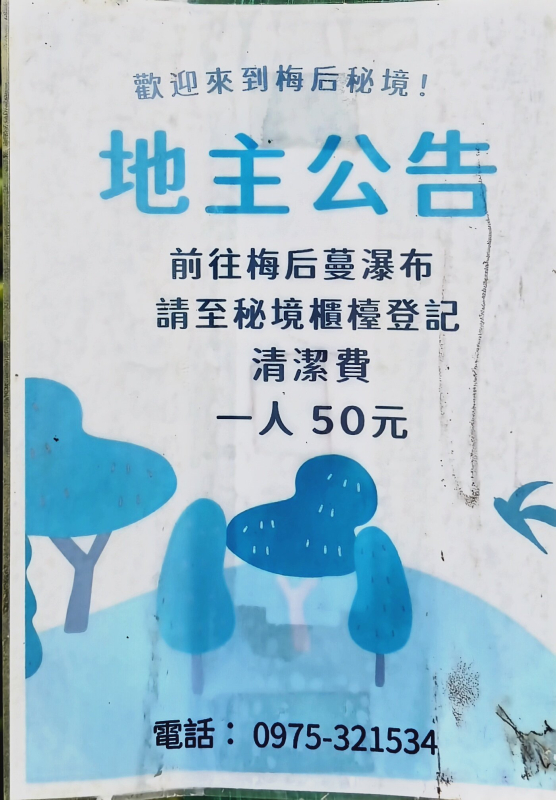 歡迎來到梅后秘境!
地主公告
前往梅后蔓瀑布
請至秘境櫃檯登記
清潔費
一人 50元
電話： 0975-321534